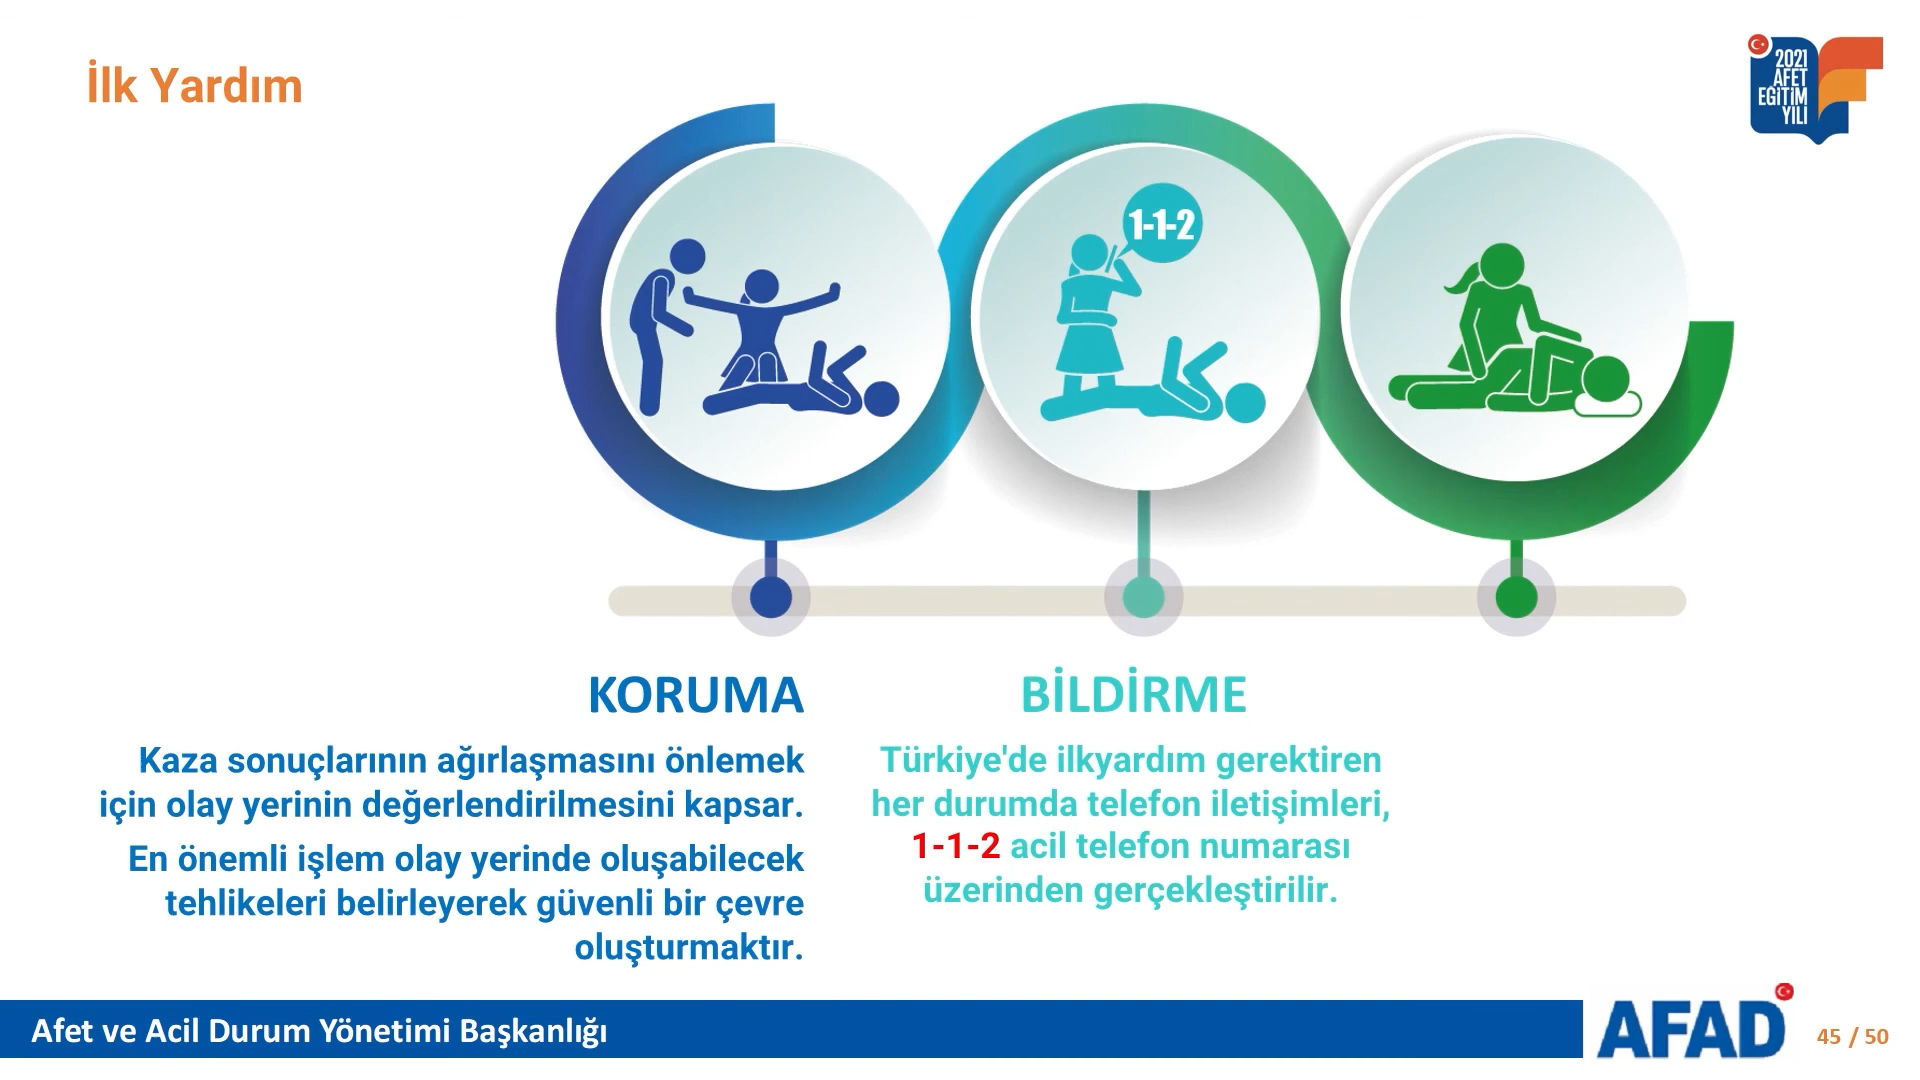 İlk Yardım
2021
AFET
EĞİTİM
YILI
1-1-2
KORUMA
Kaza sonuçlarının ağırlaşmasını önlemek
için olay yerinin değerlendirilmesini kapsar.
En önemli işlem olay yerinde oluşabilecek
tehlikeleri belirleyerek güvenli bir çevre
oluşturmaktır.
BİLDİRME
Türkiye'de ilkyardım gerektiren
her durumda telefon iletişimleri,
1-1-2 acil telefon numarası
üzerinden gerçekleştirilir.
Afet ve Acil Durum Yönetimi Başkanlığı
AFAD
45 / 50